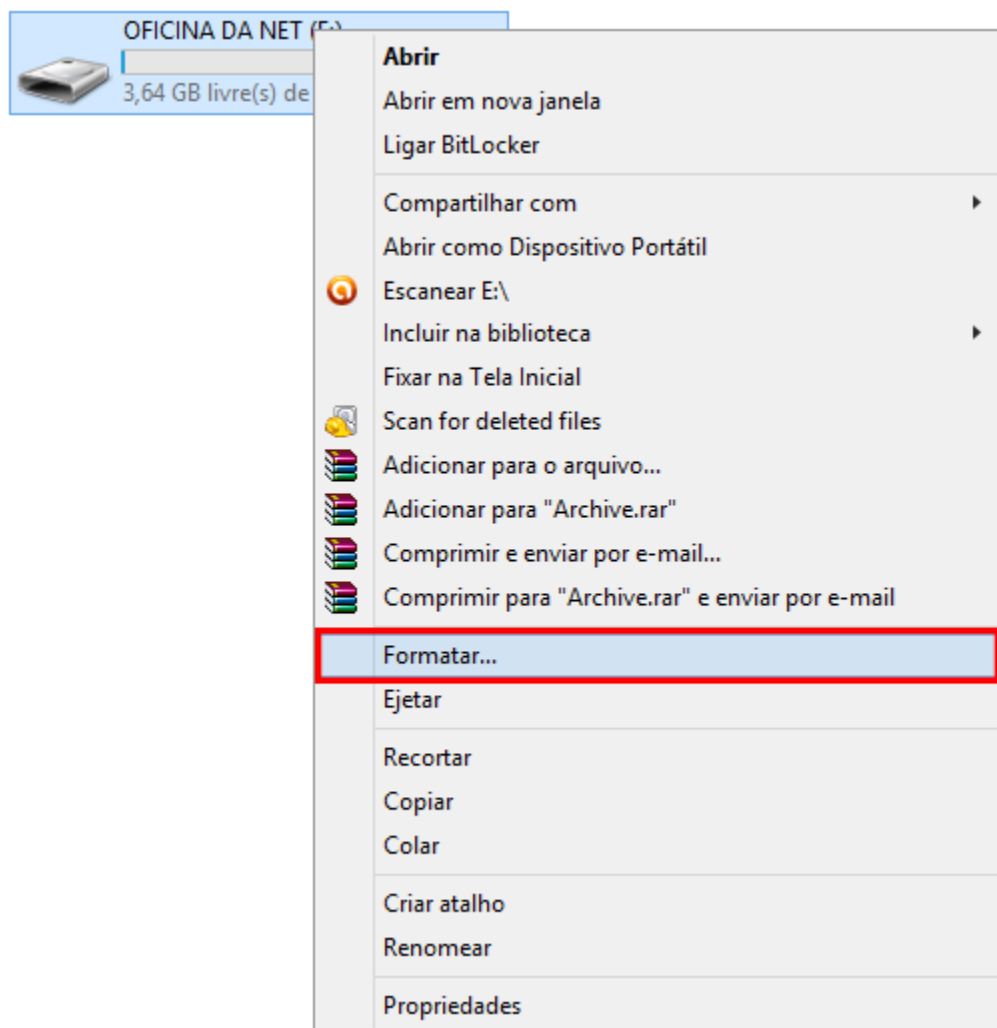 OFICINA DA NET (E:)
3,64 GB livre(s) de
Abrir
Abrir em nova janela
Ligar BitLocker
Compartilhar com
Abrir como Dispositivo Portátil
Escanear E:\
Incluir na biblioteca
Fixar na Tela Inicial
Scan for deleted files
Adicionar para o arquivo...
Adicionar para "Archive.rar"
Comprimir e enviar por e-mail...
Comprimir para "Archive.rar" e enviar por e-mail
Formatar...
Ejetar
Recortar
Copiar
Colar
Criar atalho
Renomear
Propriedades